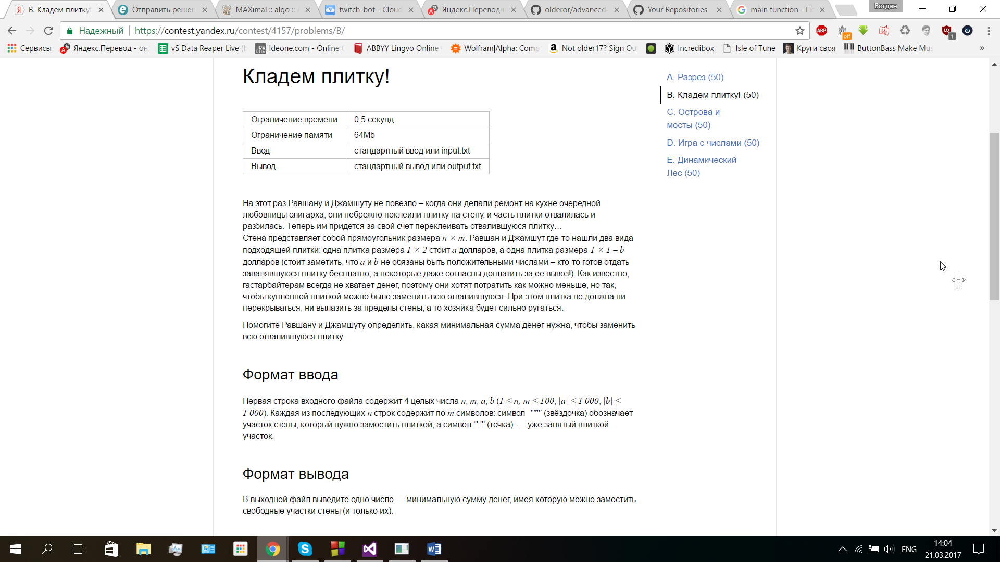 Богдан
В. Кладем плитку!
Отправить решен
MAXimal :: algo ::
twitch-bot - Cloud
Яндекс.Переводч
olderor/advanced-
Your Repositories
main function - По
Надежный
https://contest.yandex.ru/contest/4157/problems/B/
ABP
off
1
Сервисы
Яндекс.Перевод - он
vS Data Reaper Live (b
Ideone.com - Online
ABBYY Lingvo Online
Wolfram|Alpha: Comp
Not older17? Sign Ou
Incredibox
Isle of Tune
Круги своя
ButtonBass Make Mus
»
Кладем плитку!
Ограничение времени 0.5 секунд
Ограничение памяти 64Mb
Ввод стандартный ввод или input.txt
Вывод стандартный вывод или output.txt
На этот раз Равшану и Джамшуту не повезло – когда они делали ремонт на кухне очередной
любовницы олигарха, они небрежно поклеили плитку на стену, и часть плитки отвалилась и
разбилась. Теперь им придется за свой счет переклеивать отвалившуюся плитку…
Стена представляет собой прямоугольник размера n × m. Равшан и Джамшут где-то нашли два вида
подходящей плитки: одна плитка размера 1 × 2 стоит a долларов, а одна плитка размера 1 × 1 – b
долларов (стоит заметить, что a и b не обязаны быть положительными числами – кто-то готов отдать
завалявшуюся плитку бесплатно, а некоторые даже согласны доплатить за ее вывоз!). Как известно,
гастарбайтерам всегда не хватает денег, поэтому они хотят потратить как можно меньше, но так,
чтобы купленной плиткой можно было заменить всю отвалившуюся. При этом плитка не должна ни
перекрываться, ни вылазить за пределы стены, а то хозяйка будет сильно ругаться.
Помогите Равшану и Джамшуту определить, какая минимальная сумма денег нужна, чтобы заменить
всю отвалившуюся плитку.
Формат ввода
Первая строка входного файла содержит 4 целых числа n, m, a, b (1 ≤ n, m ≤ 100, |a| ≤ 1 000, |b| ≤
1 000). Каждая из последующих n строк содержит по m символов: символ ‘"*"’ (звёздочка) обозначает
участок стены, который нужно замостить плиткой, а символ ‘"."’ (точка) — уже занятый плиткой
участок.
Формат вывода
В выходной файл выведите одно число — минимальную сумму денег, имея которую можно замостить
свободные участки стены (и только их).
A. Разрез (50)
B. Кладем плитку! (50)
C. Острова и
мосты (50)
D. Игра с числами (50)
E. Динамический
Лес (50)
ENG
14:04
21.03.2017